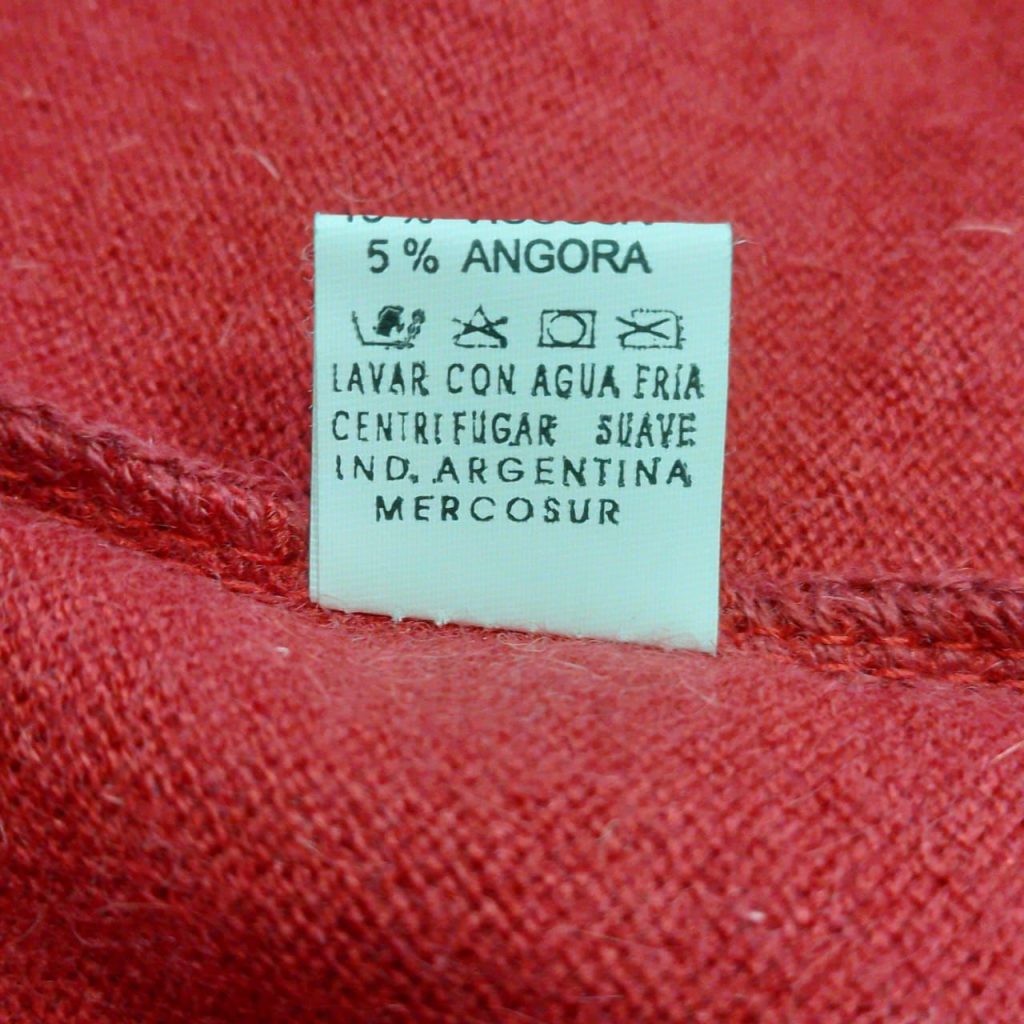 5 % ANGORA
LAVAR CON AGUA FRIA
CENTRIFUGAR SUAVE
IND. ARGENTINA
MERCOSUR